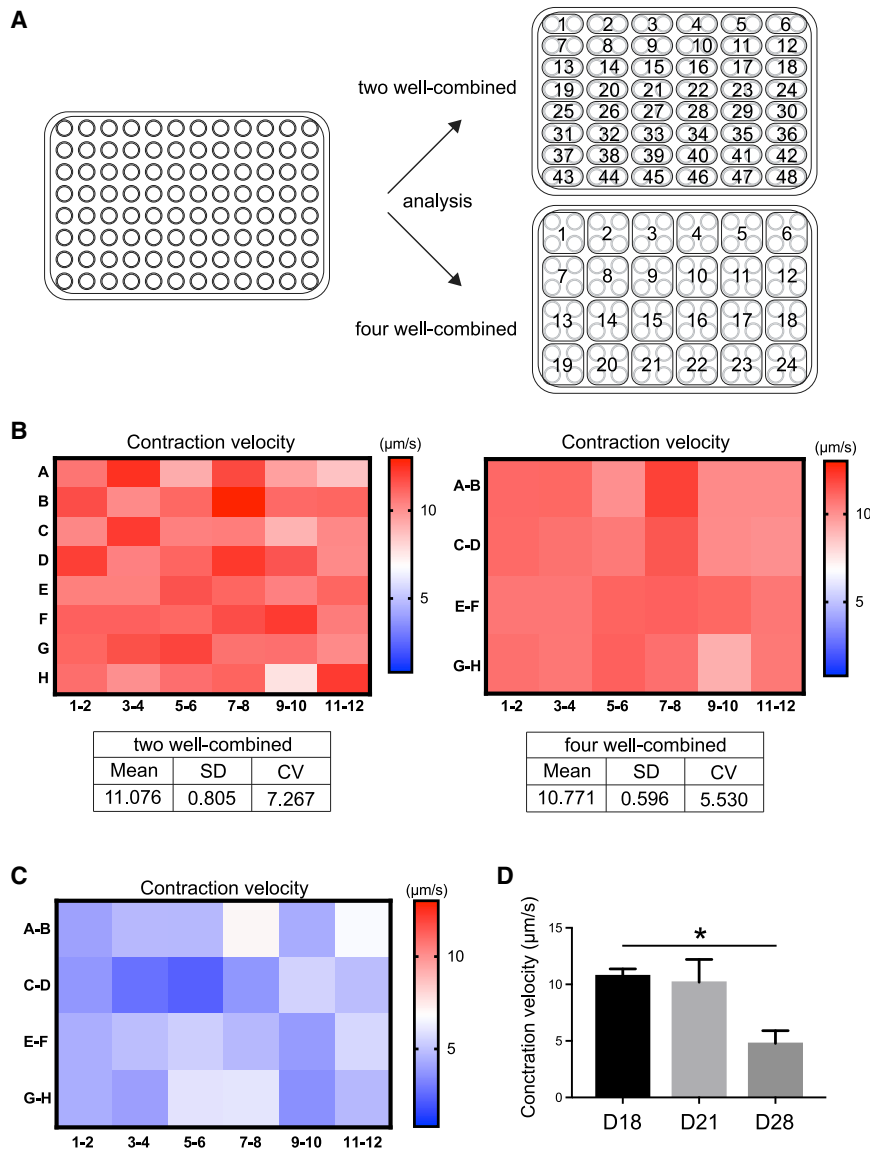 A
two well-combined
analysis
four well-combined
1 2 3 4 5 6
7 8 9 10 11 12
13 14 15 16 17 18
19 20 21 22 23 24
25 26 27 28 29 30
31 32 33 34 35 36
37 38 39 40 41 42
43 44 45 46 47 48
1 2 3 4 5 6
7 8 9 10 11 12
13 14 15 16 17 18
19 20 21 22 23 24
B
Contraction velocity
(µm/s)
A
B
C
D
E
F
G
H
1-2 3-4 5-6 7-8 9-10 11-12
10
5
two well-combined
Mean SD CV
11.076 0.805 7.267
Contraction velocity
(µm/s)
A-B
C-D
E-F
G-H
1-2 3-4 5-6 7-8 9-10 11-12
10
5
four well-combined
Mean SD CV
10.771 0.596 5.530
C
Contraction velocity
(µm/s)
A-B
C-D
E-F
G-H
1-2 3-4 5-6 7-8 9-10 11-12
10
5
D
Conctration velocity (µm/s)
15
10
5
0
*
D18 D21 D28